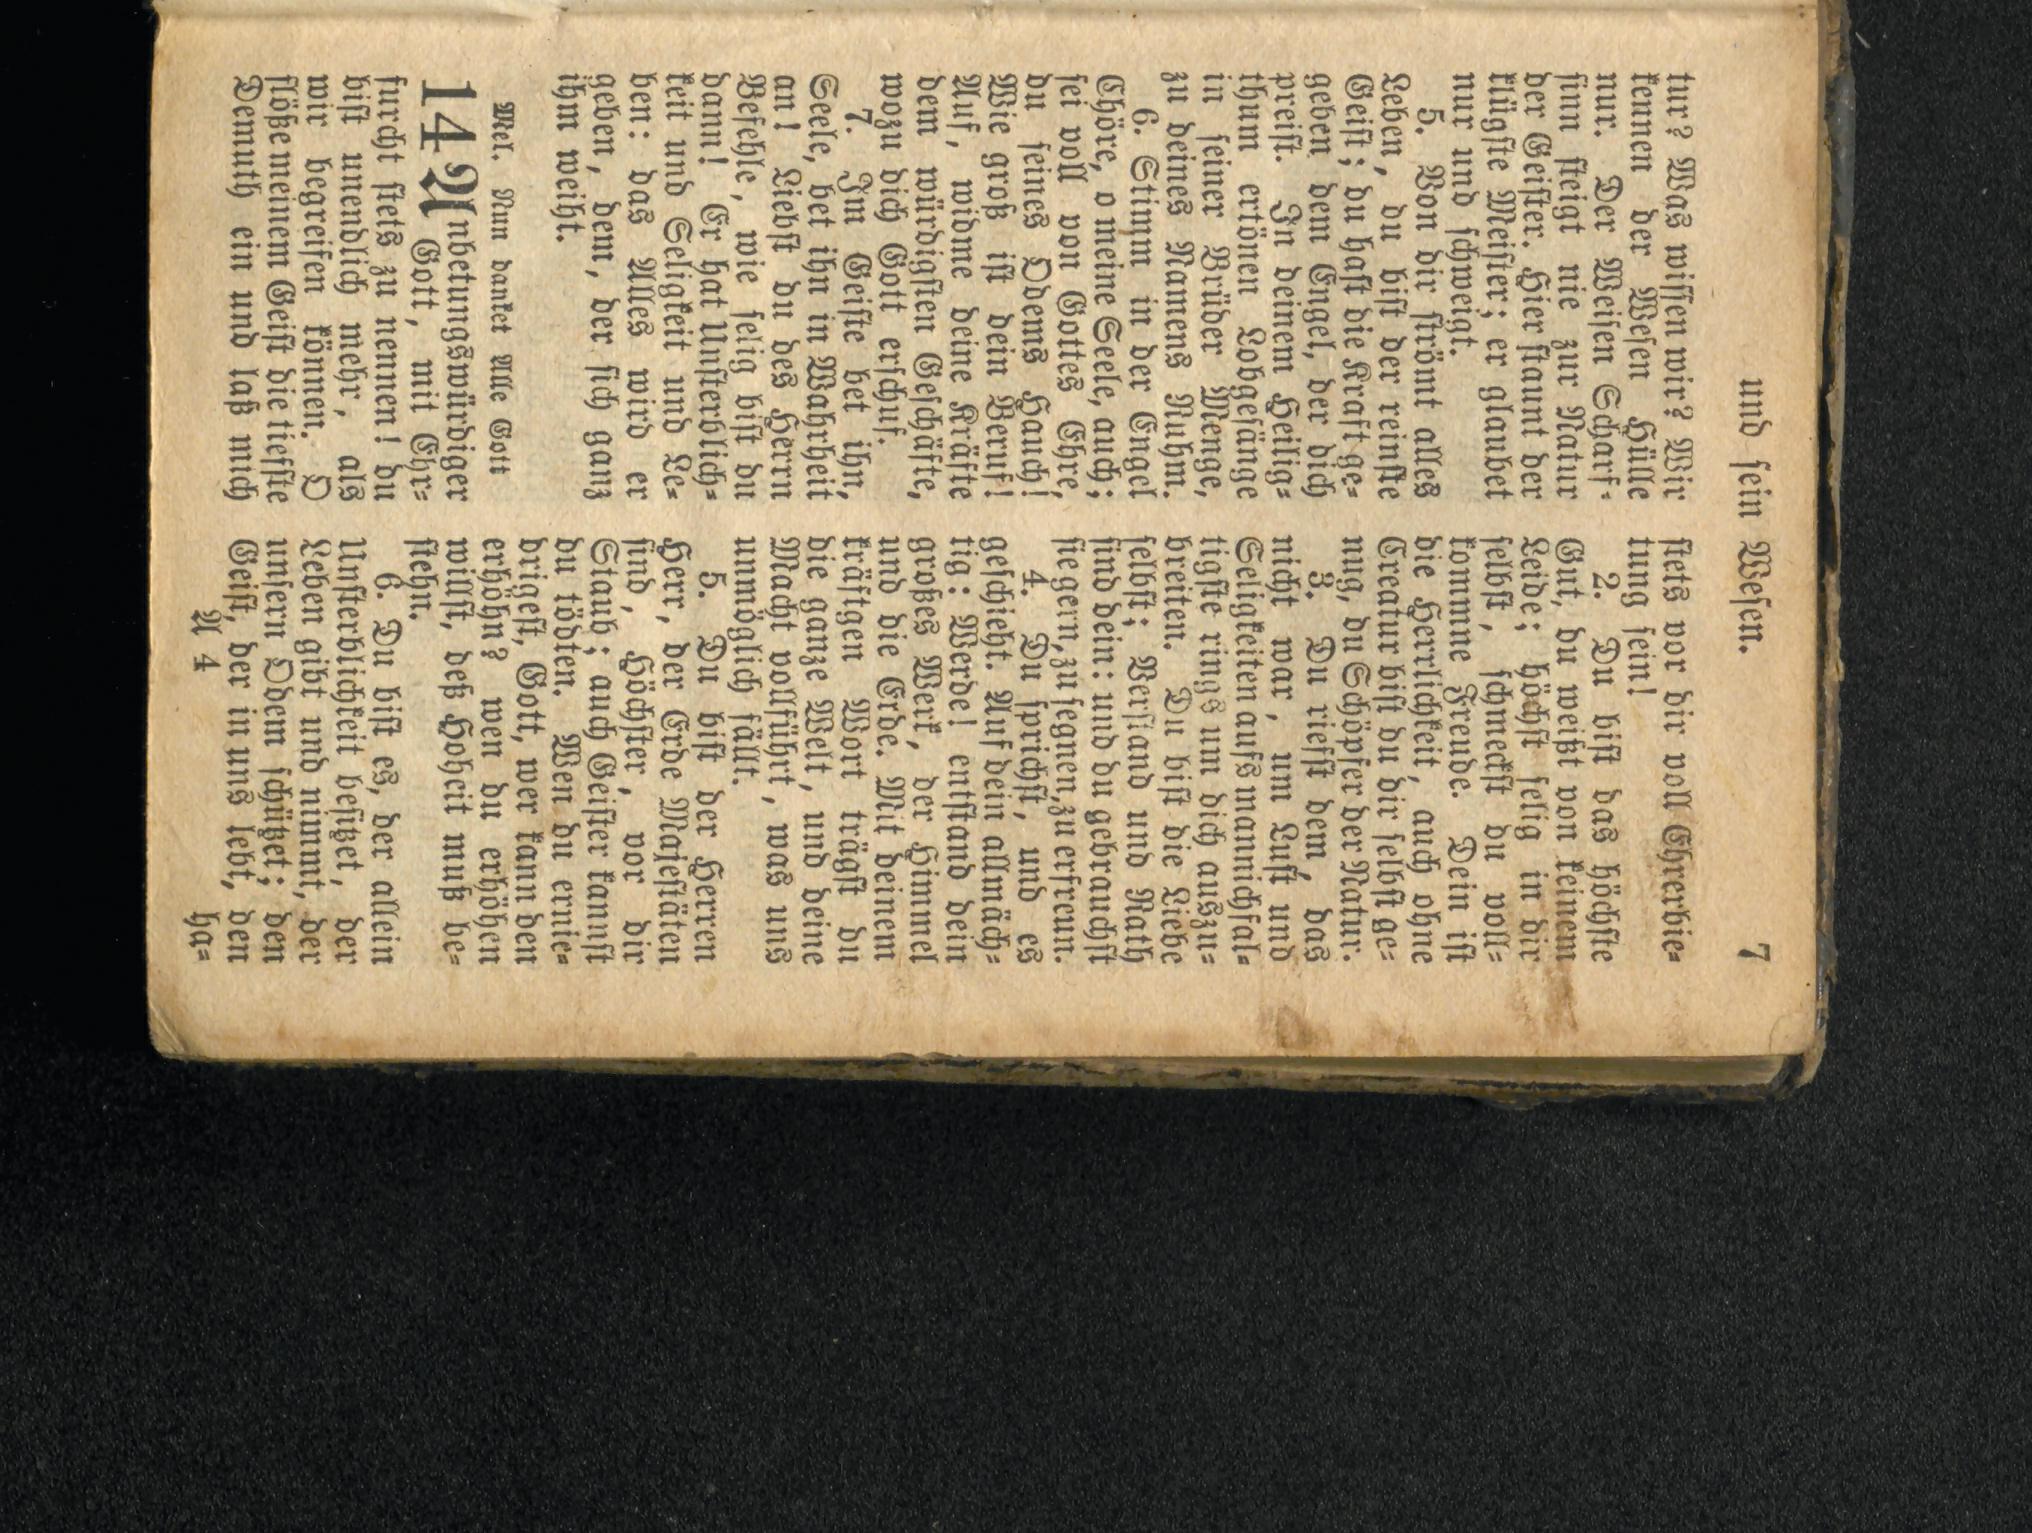 und ſein Weſen. 7
tur? Was wiſſen wir? Wir
kennen der Weſen Hülle
nur. Der Weiſen Scharf-
ſinn ſteigt nie zur Natur
der Geiſter. Hier ſtaunt der
klügſte Meiſter; er glaubet
nur und ſchweigt.
5. Von dir ſtrömt alles
Leben, du biſt der reinſte
Geiſt; du haſt die Kraft ge-
geben dem Engel, der dich
preiſt. In deinem Heilig-
thum ertönen Lobgeſänge
in ſeiner Brüder Menge,
zu deines Namens Ruhm.
6. Stimm in der Engel
Chöre, o meine Seele, auch;
ſei voll von Gottes Ehre,
du ſeines Odems Hauch!
Wie groß iſt dein Beruf!
Auf, widme deine Kräfte
dem würdigſten Geſchäfte,
wozu dich Gott erſchuf.
7. Im Geiſte bet ihn,
Seele, bet ihn in Wahrheit
an! Liebſt du des Herrn
Befehle, wie ſelig biſt du
dann! Er hat Unſterblich-
keit und Seligkeit und Le-
ben: das Alles wird er
geben, dem, der ſich ganz
ihm weiht.
Mel. Nun danket Alle Gott
14 Anbetungswürdiger
Gott, mit Ehr-
furcht ſtets zu nennen! du
biſt unendlich mehr, als
wir begreifen können. O
flöße meinem Geiſt die tiefſte
Demuth ein und laß mich
ſtets vor dir voll Ehrerbie-
tung ſein!
2. Du biſt das höchſte
Gut, du weißt von keinem
Leide; höchſt ſelig in dir
ſelbſt, ſchmeckſt du voll-
kommne Freude. Dein iſt
die Herrlichkeit, auch ohne
Creatur biſt du dir ſelbſt ge-
nug, du Schöpfer der Natur.
3. Du riefſt dem, das
nicht war, um Luſt und
Seligkeiten aufs mannichfal-
tigſte rings um dich auszu-
breiten. Du biſt die Liebe
ſelbſt; Verſtand und Rath
ſind dein: und du gebrauchſt
ſie gern, zu ſegnen, zu erfreun.
4. Du ſprichſt, und es
geſchieht. Auf dein allmäch-
tig: Werde! entſtand dein
großes Werk, der Himmel
und die Erde. Mit deinem
kräftgen Wort trägſt du
die ganze Welt, und deine
Macht vollführt, was uns
unmöglich fällt.
5. Du biſt der Herren
Herr, der Erde Majeſtäten
ſind, Höchſter, vor dir
Staub; auch Geiſter kannſt
du tödten. Wen du ernie-
drigeſt, Gott, wer kann den
erhöhn? wen du erhöhen
willſt, deß Hoheit muß be-
ſtehn.
6. Du biſt es, der allein
Unſterblichkeit beſitzet, der
Leben gibt und nimmt, der
unſern Odem ſchützet; den
Geiſt, der in uns lebt, den
A 4 ha-